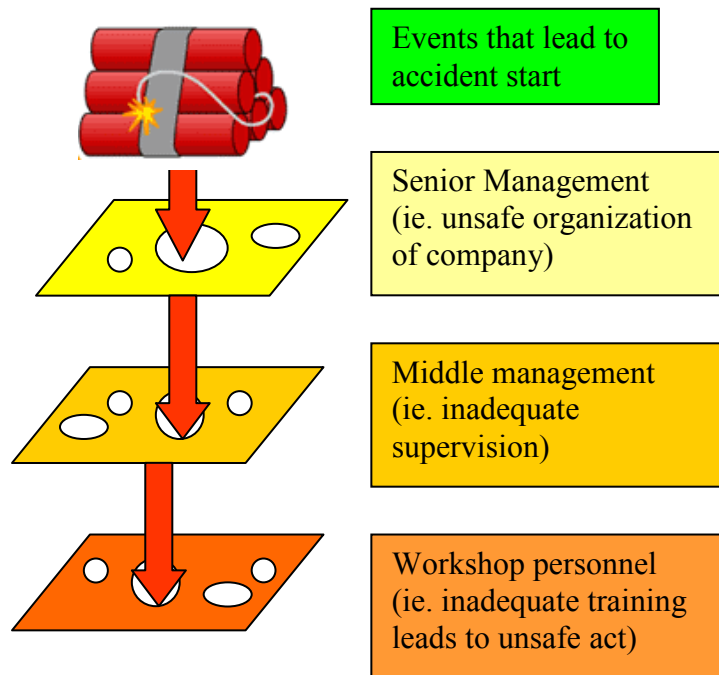 Events that lead to
accident start
Senior Management
(ie. unsafe organization
of company)
Middle management
(ie. inadequate
supervision)
Workshop personnel
(ie. inadequate training
leads to unsafe act)